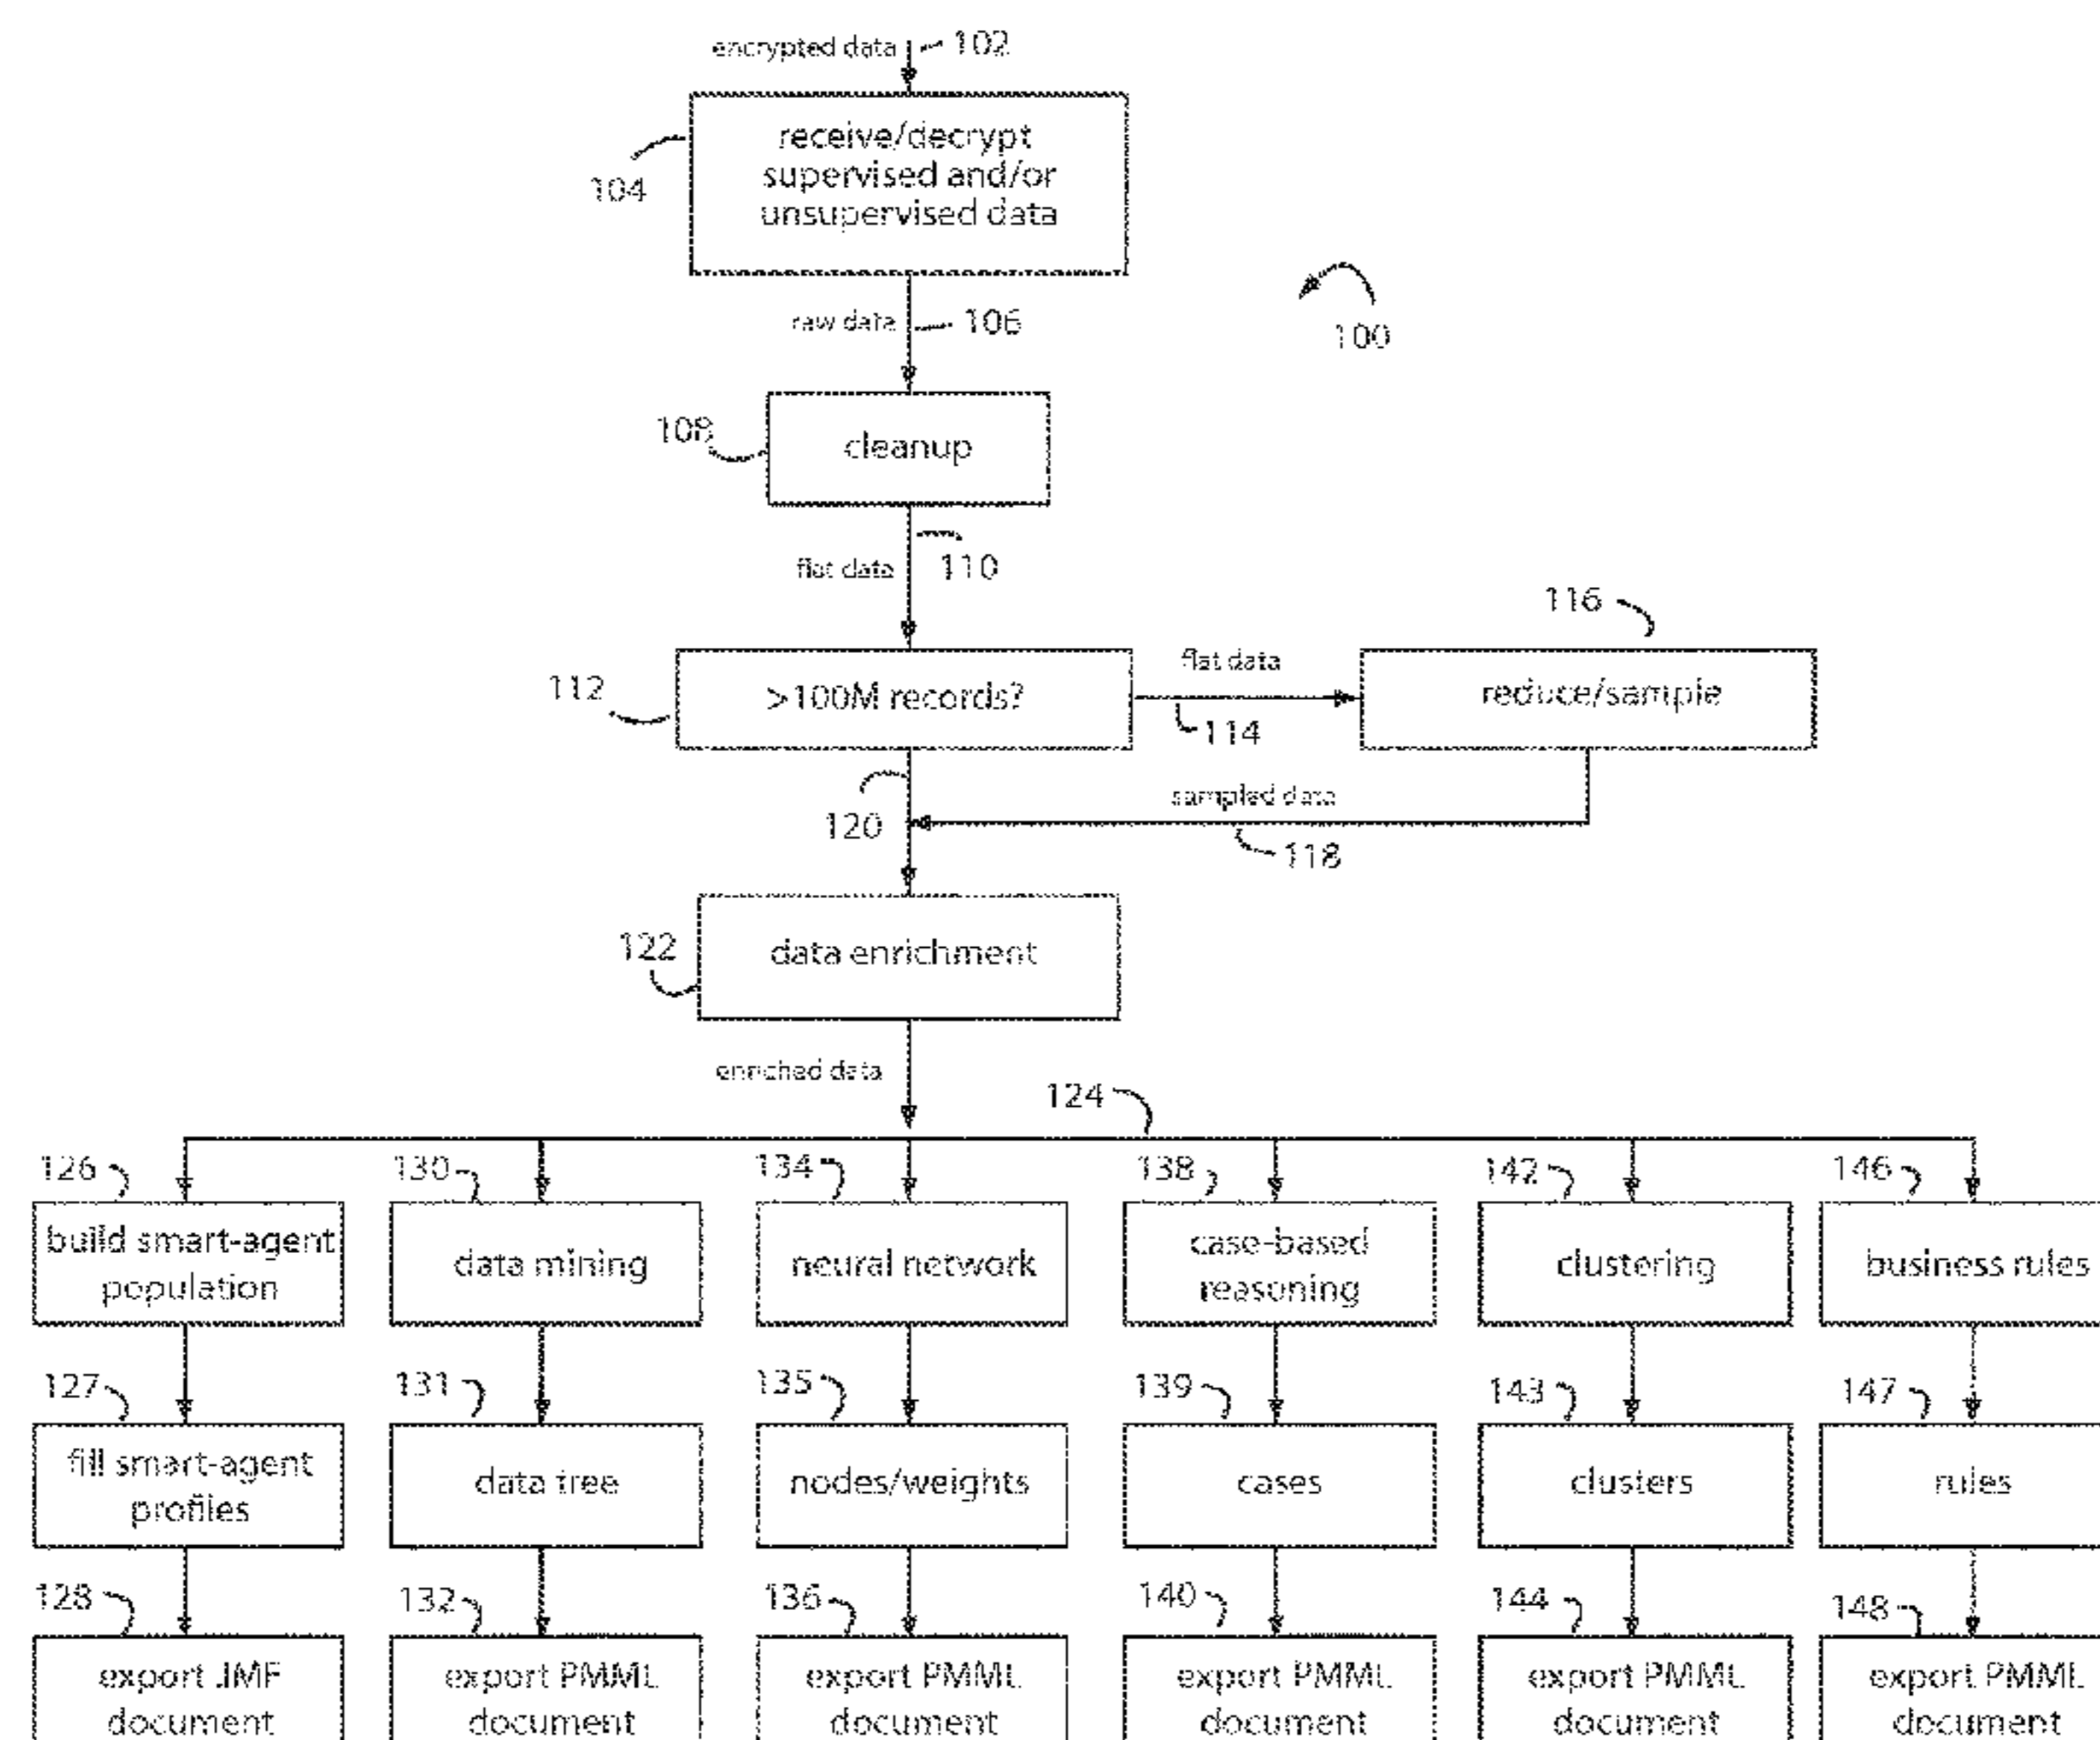 encrypted data
102
receive/decrypt
supervised and/or
unsupervised data
104
100
raw data
106
108
cleanup
flat data
110
112
>100M records?
flat data
114
116
reduce/sample
120
sampled data
118
122
data enrichment
enriched data
124
126
130
134
138
142
146
build smart-agent
population
data mining
neural network
case-based
reasoning
clustering
business rules
127
131
135
139
143
147
fill smart-agent
profiles
data tree
nodes/weights
cases
clusters
rules
128
132
136
140
144
148
export .IMF
document
export PMML
document
export PMML
document
export PMML
document
export PMML
document
export PMML
document